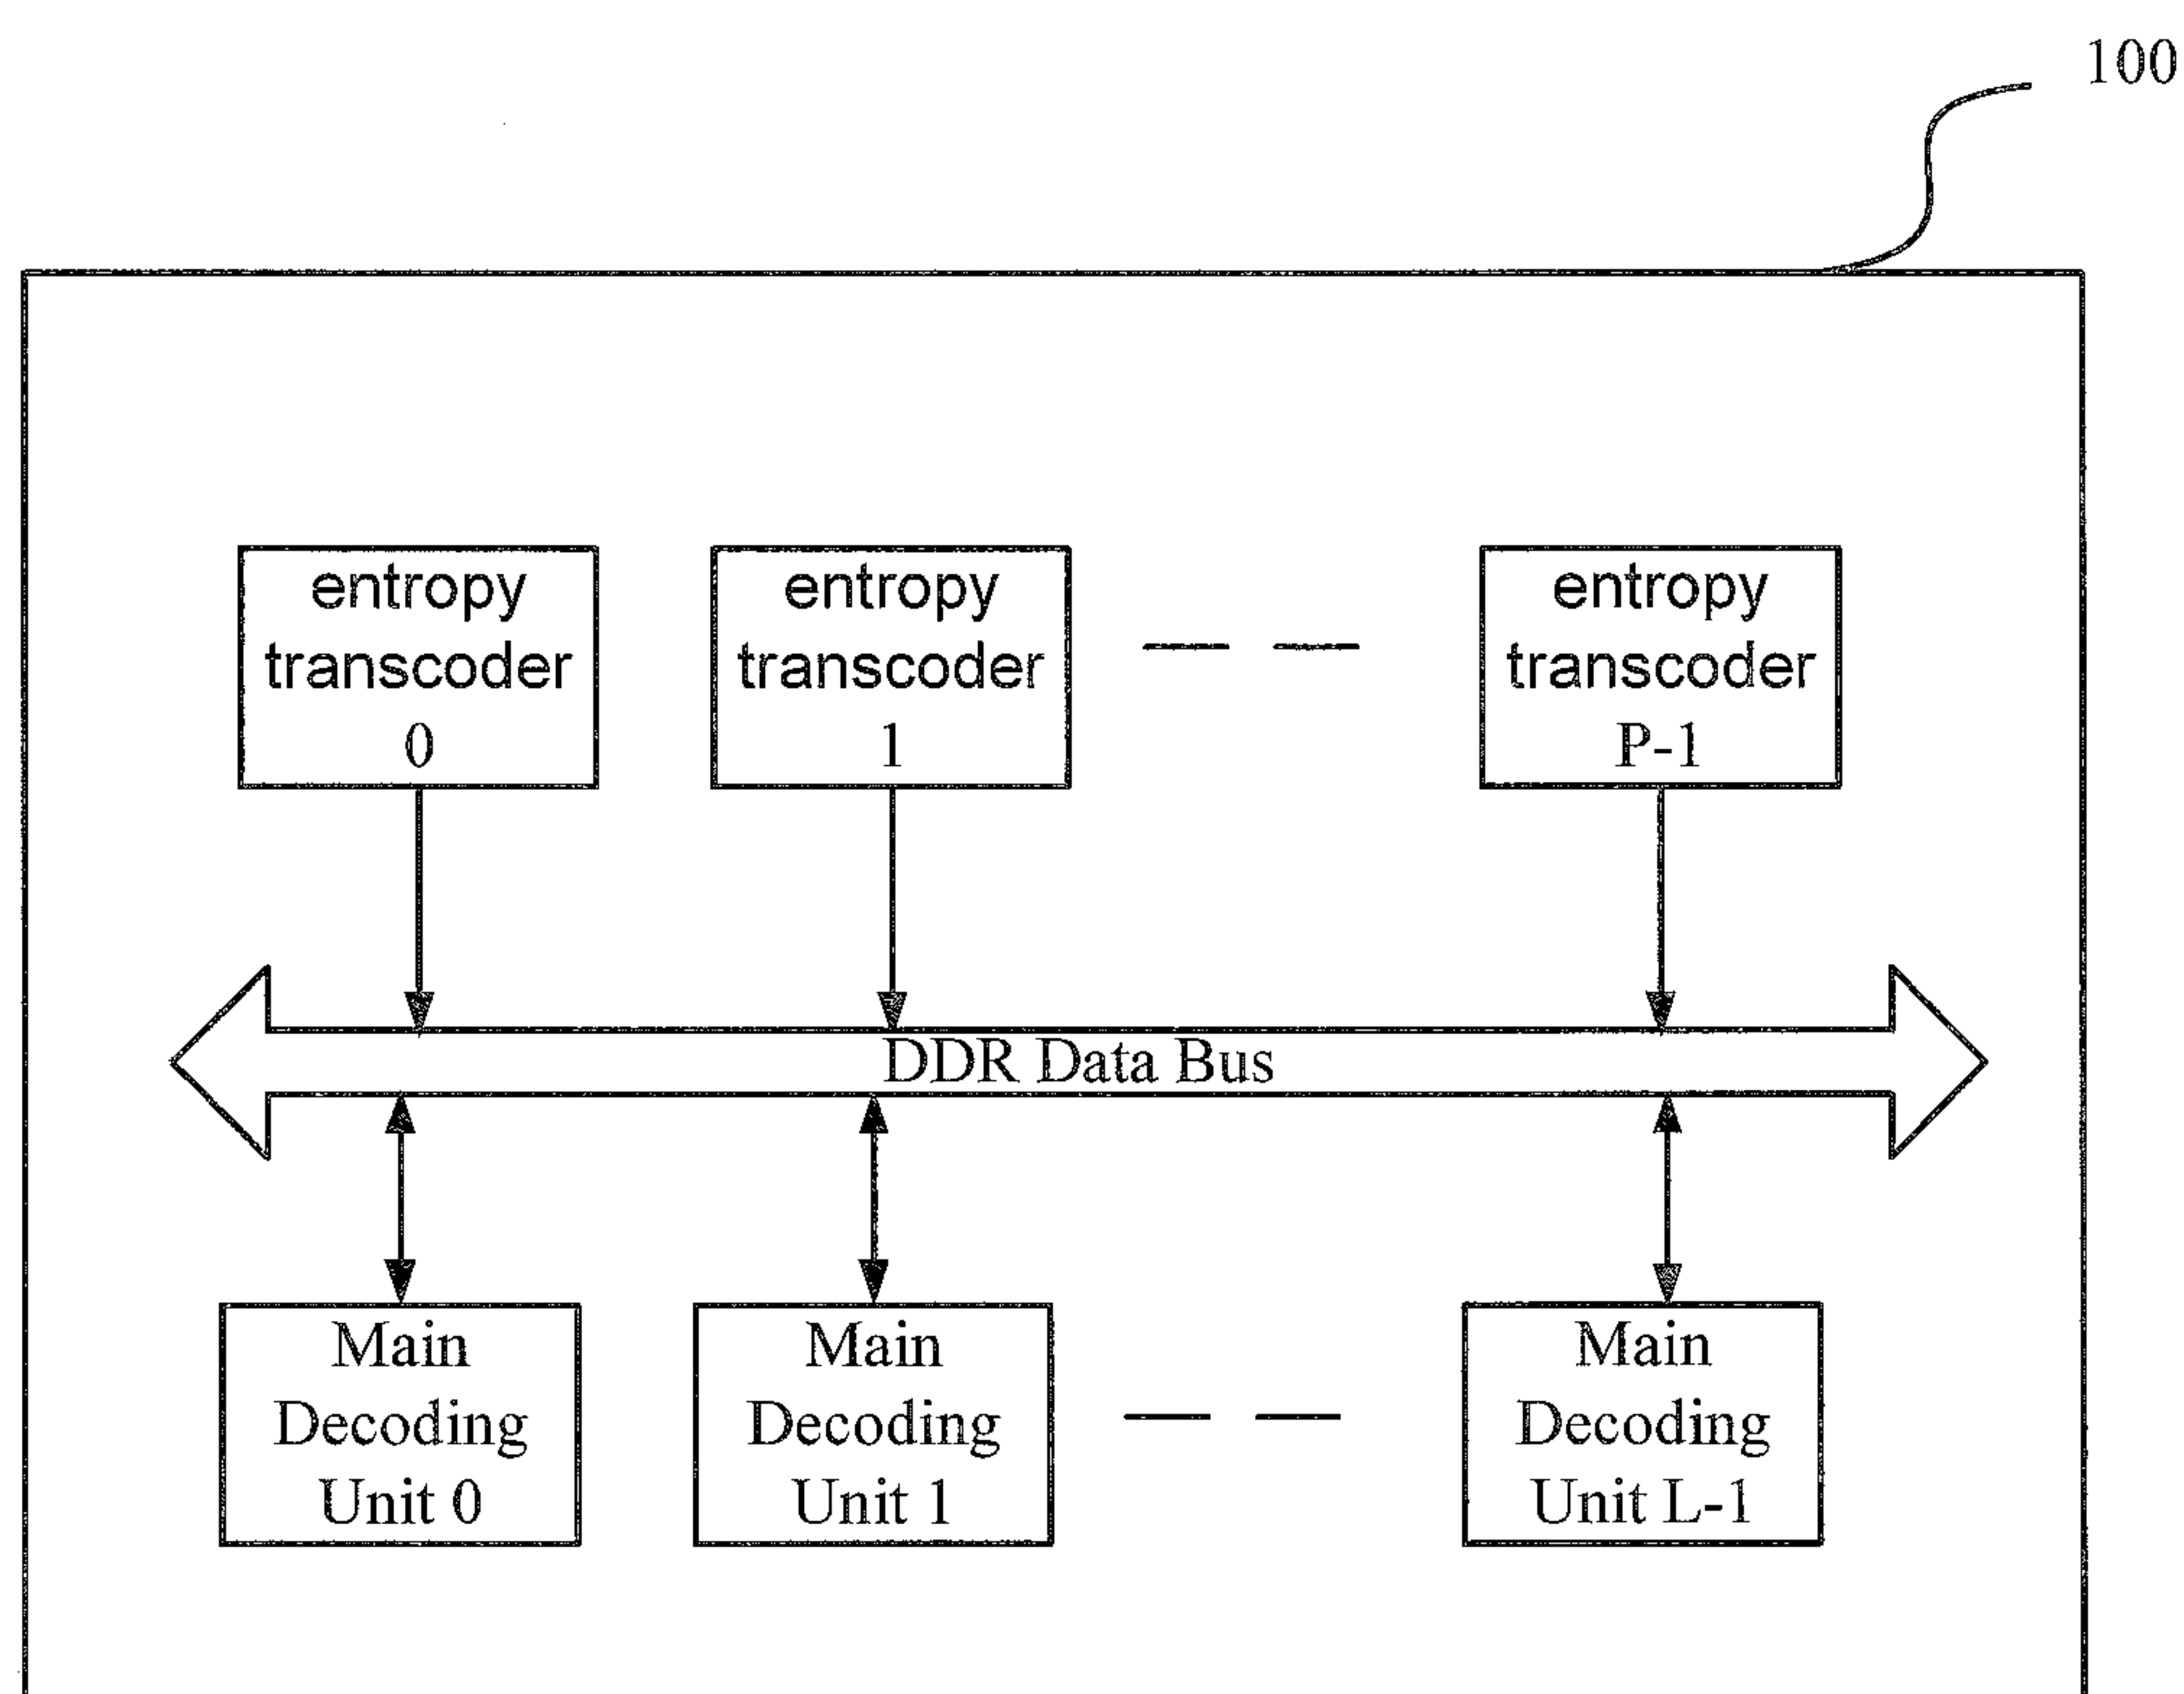 100
entropy
transcoder
0
entropy
transcoder
1
entropy
transcoder
P-1
DDR Data Bus
Main
Decoding
Unit 0
Main
Decoding
Unit 1
Main
Decoding
Unit L-1